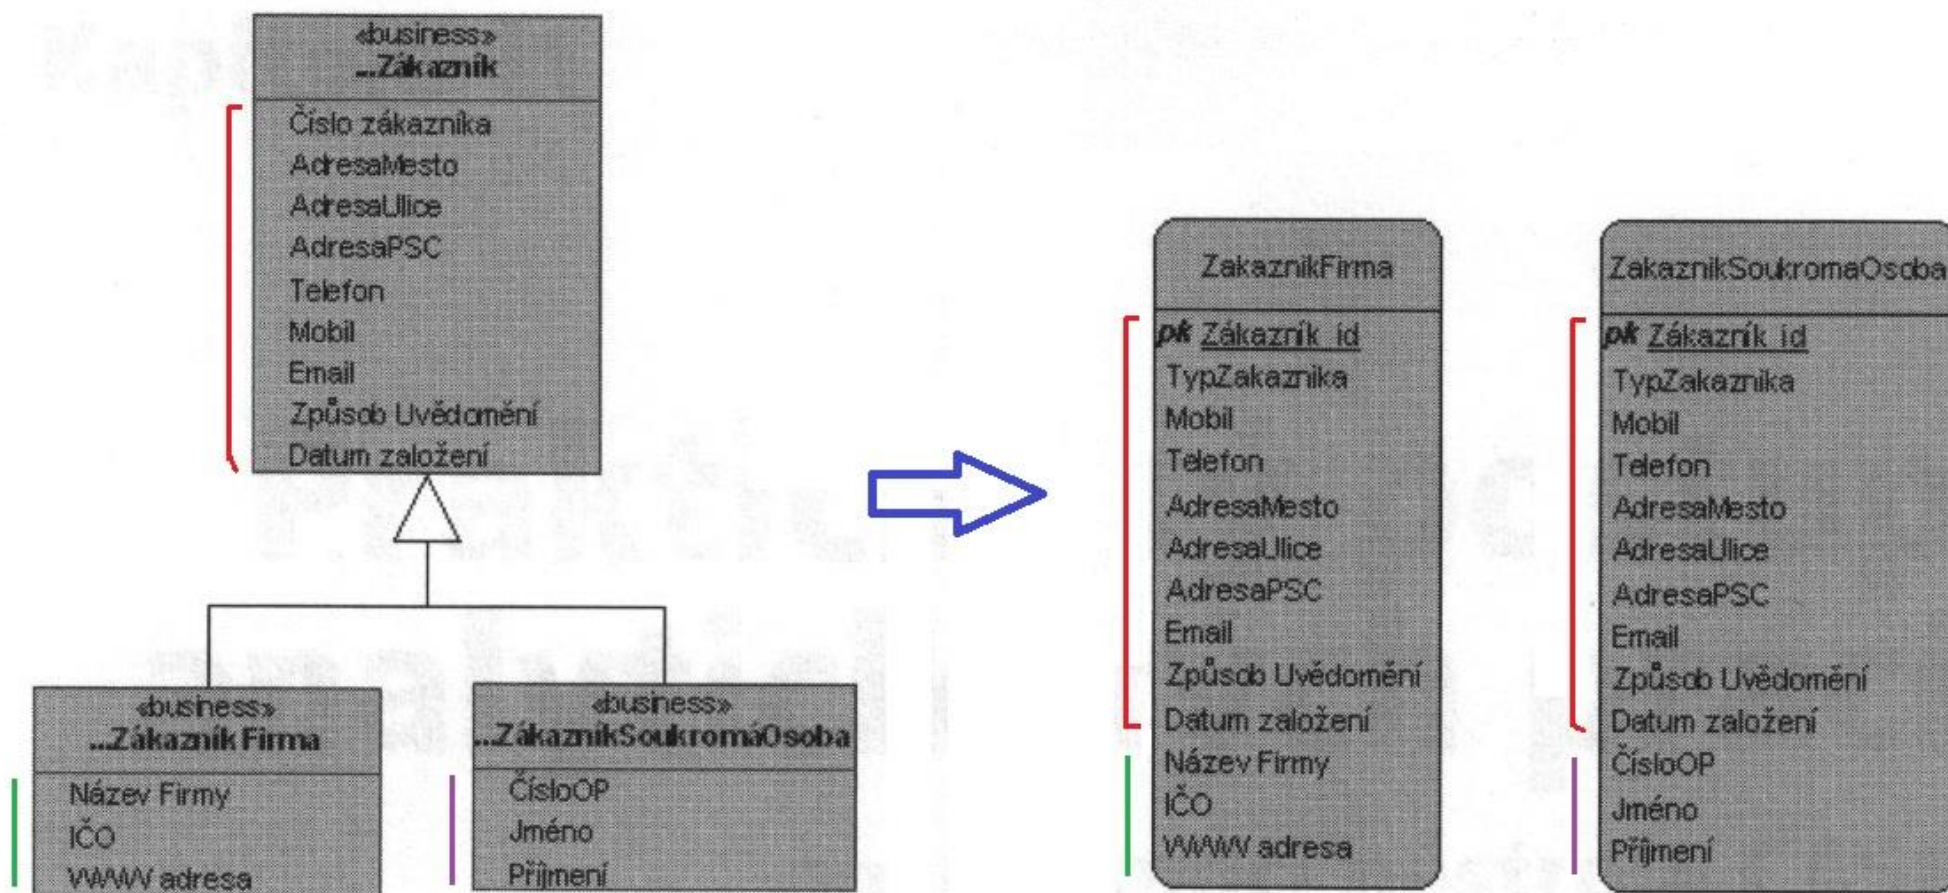 «business»
...Zákazník
Číslo zákazníka
AdresaMesto
AdresaUlice
AdresaPSC
Telefon
Mobil
Email
Způsob Uvědomění
Datum založení
«business»
...Zákazník Firma
Název Firmy
IČO
WWW adresa
«business»
...ZákazníkSoukromáOsoba
ČísloOP
Jméno
Příjmení
ZakaznikFirma
pk Zákazník_id
TypZakaznika
Mobil
Telefon
AdresaMesto
AdresaUlice
AdresaPSC
Email
Způsob Uvědomění
Datum založení
Název Firmy
IČO
WWW adresa
ZakaznikSoukromaOsoba
pk Zákazník_id
TypZakaznika
Mobil
Telefon
AdresaMesto
AdresaUlice
AdresaPSC
Email
Způsob Uvědomění
Datum založení
ČísloOP
Jméno
Příjmení